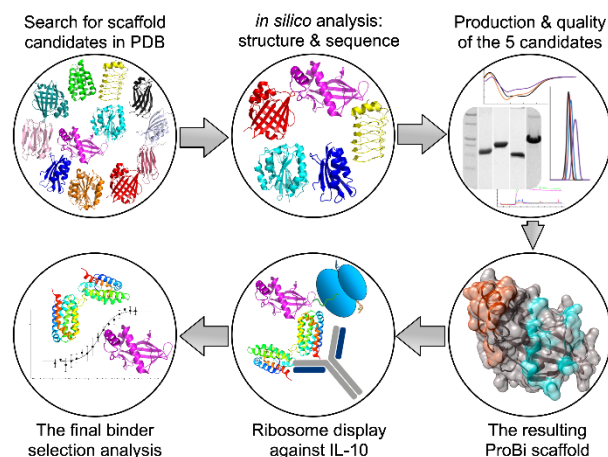 Search for scaffold
candidates in PDB
in silico analysis:
structure & sequence
Production & quality
of the 5 candidates
The final binder
selection analysis
Ribosome display
against IL-10
The resulting
ProBi scaffold